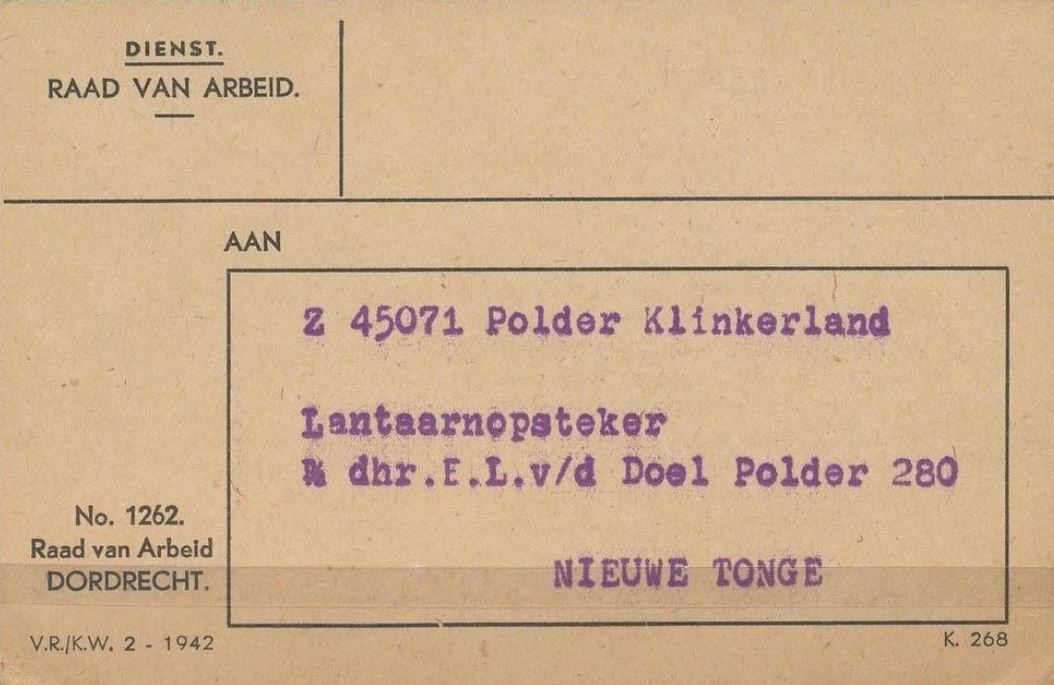 DIENST.
RAAD VAN ARBEID.
AAN
Z 45071 Polder Klinkerland
Lantaarnopsteker
dhr.E.L.v/d Doel Polder 280
NIEUWE TONGE
No. 1262.
Raad van Arbeid
DORDRECHT.
V.R./K.W. 2 - 1942
K. 268